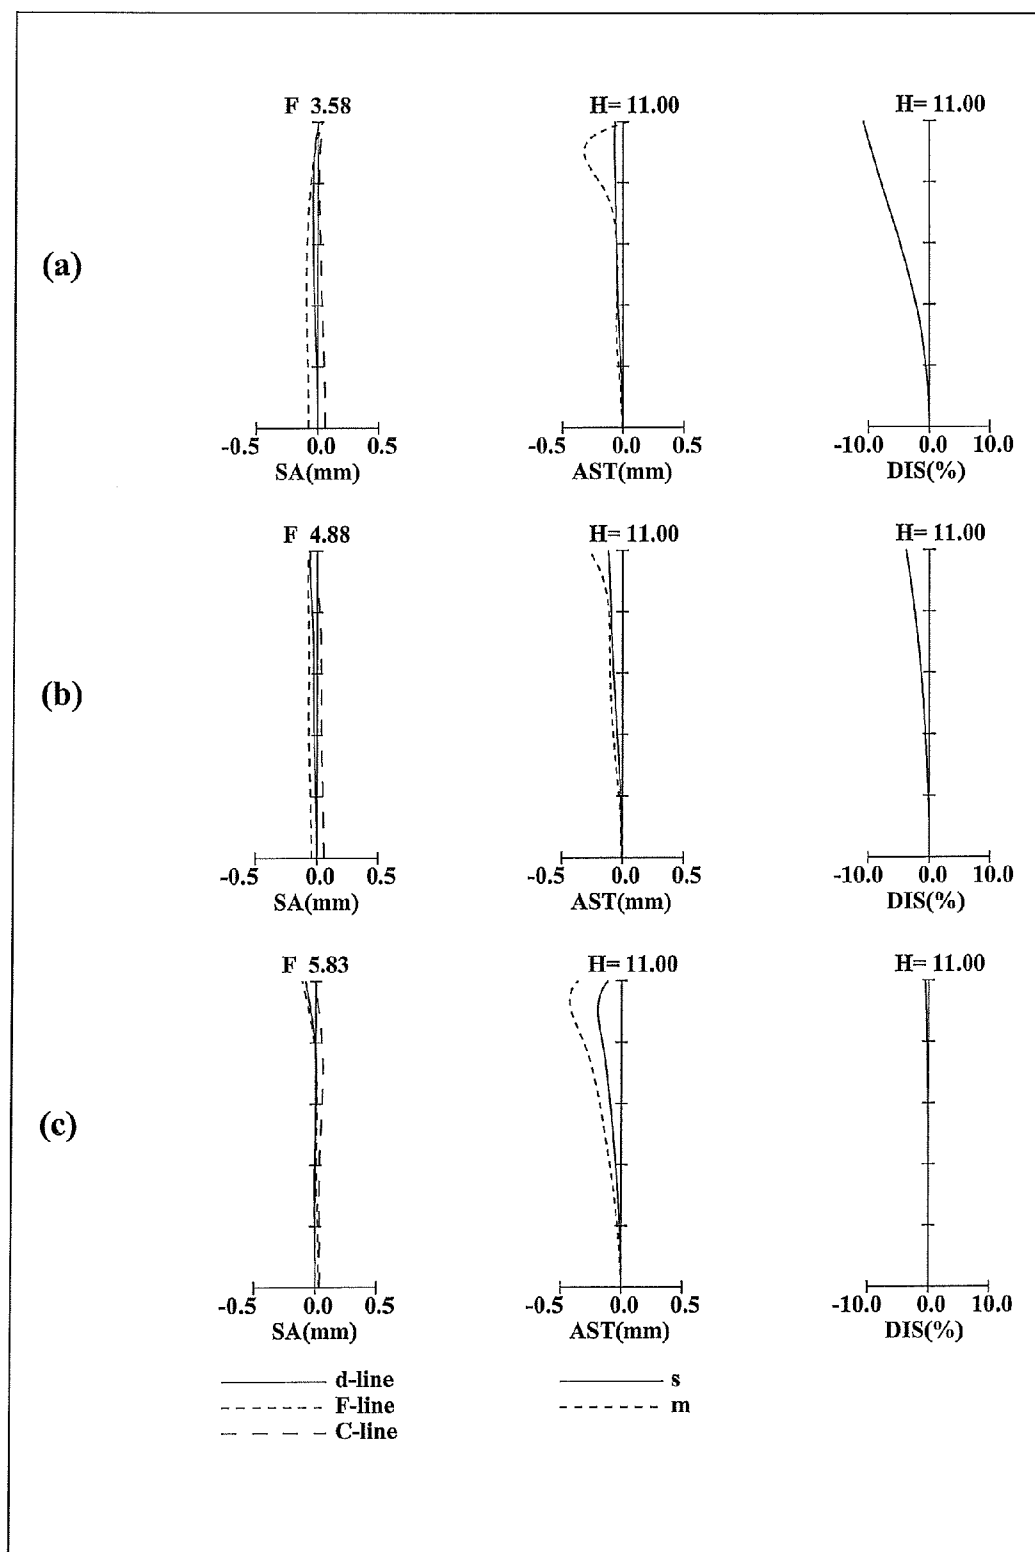 F 3.58 H= 11.00 H= 11.00
(a)
-0.5 0.0 0.5 -0.5 0.0 0.5 -10.0 0.0 10.0
SA(mm) AST(mm) DIS(%)
F 4.88 H= 11.00 H= 11.00
(b)
-0.5 0.0 0.5 -0.5 0.0 0.5 -10.0 0.0 10.0
SA(mm) AST(mm) DIS(%)
F 5.83 H= 11.00 H= 11.00
(c)
-0.5 0.0 0.5 -0.5 0.0 0.5 -10.0 0.0 10.0
SA(mm) AST(mm) DIS(%)
d-line s
F-line m
C-line